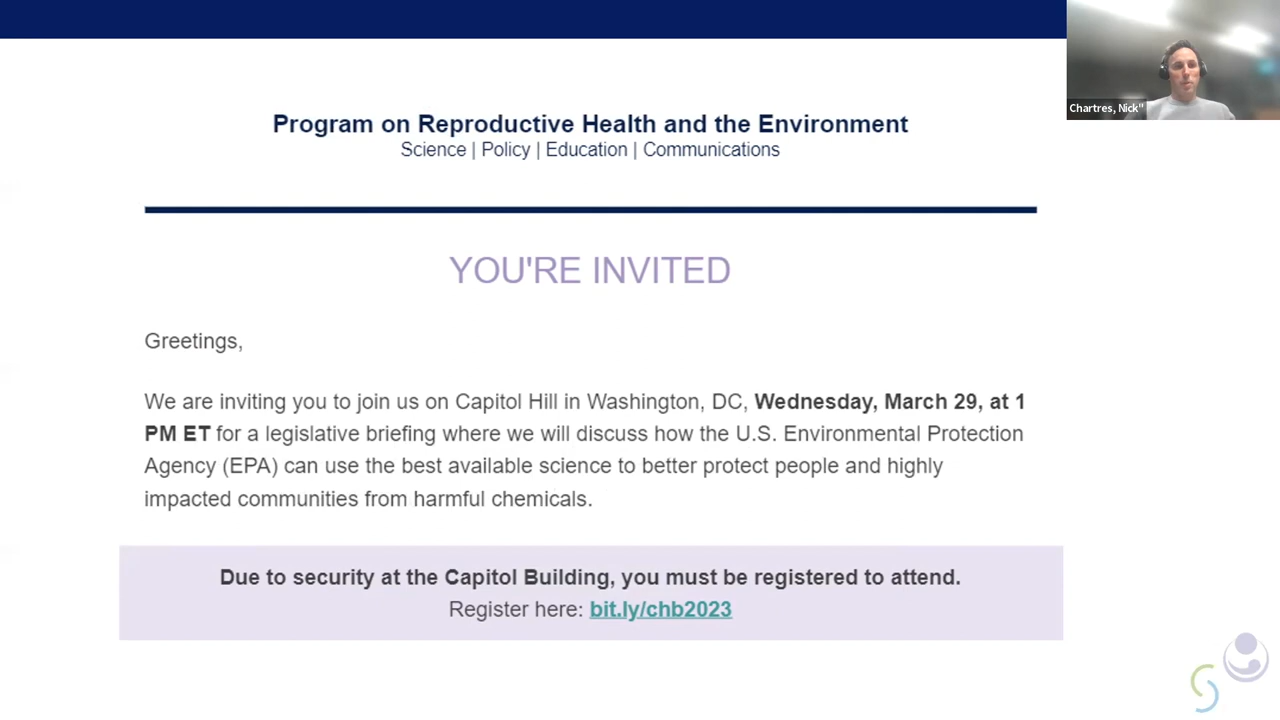 Chartres, Nick"
Program on Reproductive Health and the Environment
Science | Policy | Education | Communications
YOU'RE INVITED
Greetings,
We are inviting you to join us on Capitol Hill in Washington, DC, Wednesday, March 29, at 1
PM ET for a legislative briefing where we will discuss how the U.S. Environmental Protection
Agency (EPA) can use the best available science to better protect people and highly
impacted communities from harmful chemicals.
Due to security at the Capitol Building, you must be registered to attend.
Register here: bit.ly/chb2023